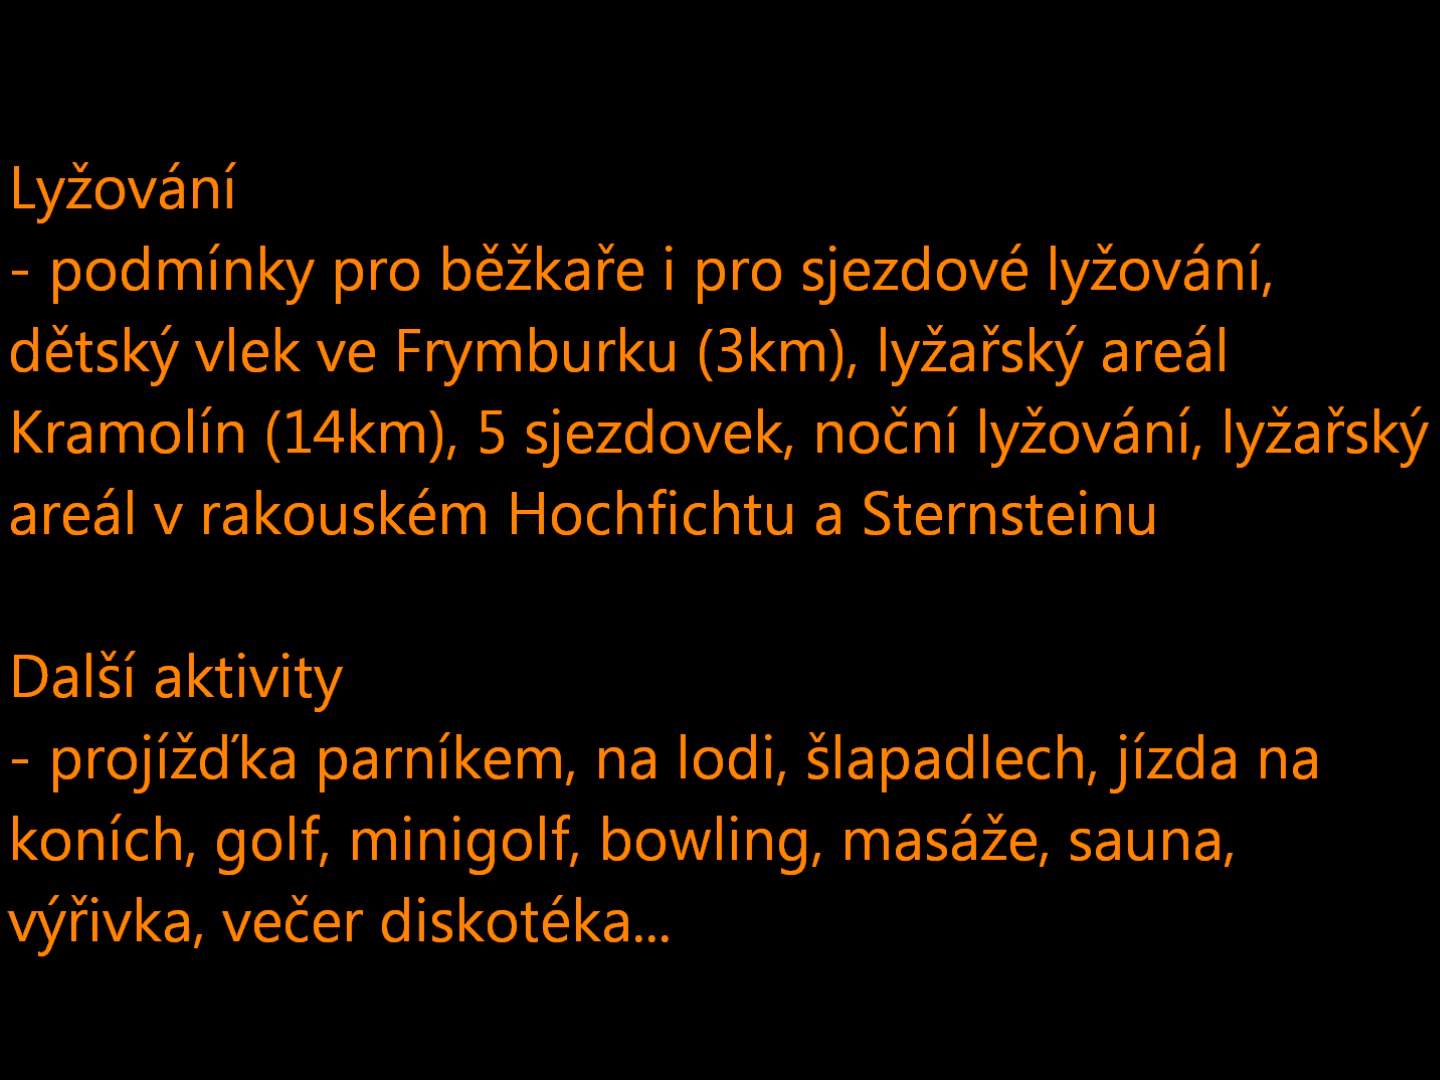 Lyžování
- podmínky pro běžkaře i pro sjezdové lyžování,
dětský vlek ve Frymburku (3km), lyžařský areál
Kramolín (14km), 5 sjezdovek, noční lyžování, lyžařský
areál v rakouském Hochfichtu a Sternsteinu
Další aktivity
- projížďka parníkem, na lodi, šlapadlech, jízda na
koních, golf, minigolf, bowling, masáže, sauna,
výřivka, večer diskotéka...